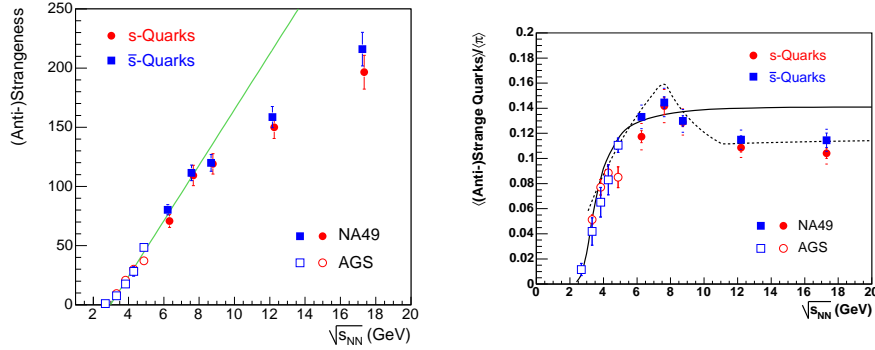 (Anti-)Strangeness
250
200
150
100
50
0
s-Quarks
s̅-Quarks
NA49
AGS
2 4 6 8 10 12 14 16 18 20
√s_NN (GeV)
⟨(Anti-)Strange Quarks⟩/⟨π⟩
0.2
0.18
0.16
0.14
0.12
0.1
0.08
0.06
0.04
0.02
0
s-Quarks
s̅-Quarks
NA49
AGS
0 2 4 6 8 10 12 14 16 18 20
√s_NN (GeV)